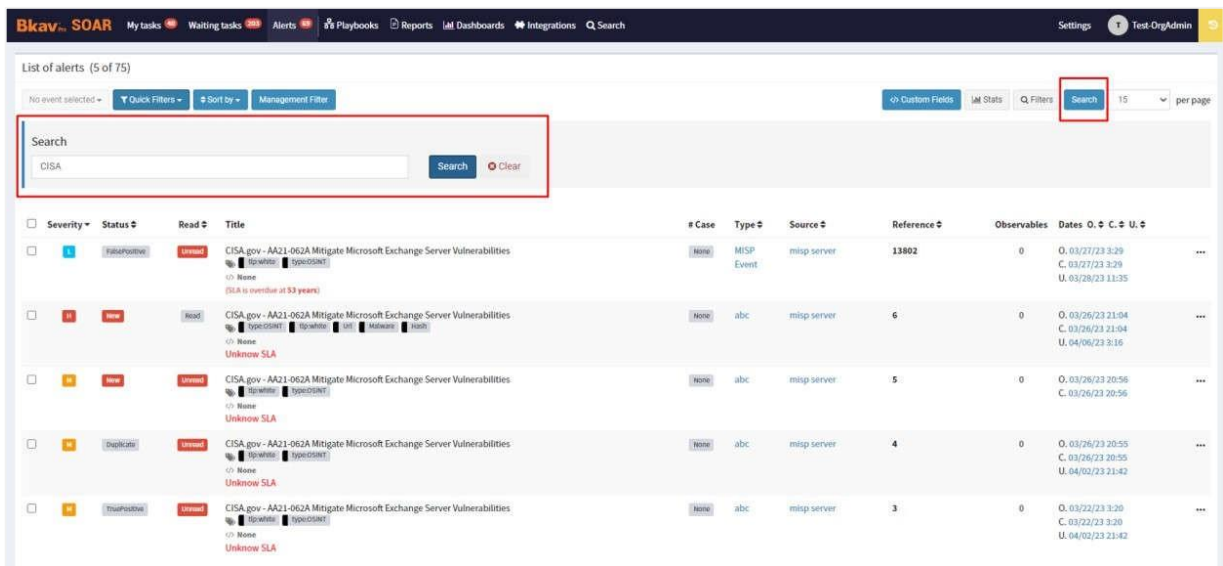 Bkav Pro SOAR My tasks 40 Waiting tasks 203 Alerts 69 Playbooks Reports Dashboards Integrations Search Settings T Test-OrgAdmin
List of alerts (5 of 75)
No event selected Quick Filters Sort by Management Filter </> Custom Fields Stats Filters Search 15 per page
Search
CISA Search Clear
Severity Status Read Title # Case Type Source Reference Observables Dates O. C. U.
L FalsePositive Unread CISA.gov - AA21-062A Mitigate Microsoft Exchange Server Vulnerabilities None MISP Event misp server 13802 0 O. 03/27/23 3:29
tlp:white type:OSINT C. 03/27/23 3:29
</> None U. 03/28/23 11:35
(SLA is overdue at 53 years)
H New Read CISA.gov - AA21-062A Mitigate Microsoft Exchange Server Vulnerabilities None abc misp server 6 0 O. 03/26/23 21:04
type:OSINT tlp:white Url Malware Hash C. 03/26/23 21:04
</> None U. 04/06/23 3:16
Unknow SLA
M New Unread CISA.gov - AA21-062A Mitigate Microsoft Exchange Server Vulnerabilities None abc misp server 5 0 O. 03/26/23 20:56
tlp:white type:OSINT C. 03/26/23 20:56
</> None
Unknow SLA
M Duplicate Unread CISA.gov - AA21-062A Mitigate Microsoft Exchange Server Vulnerabilities None abc misp server 4 0 O. 03/26/23 20:55
tlp:white type:OSINT C. 03/26/23 20:55
</> None U. 04/02/23 21:42
Unknow SLA
M TruePositive Unread CISA.gov - AA21-062A Mitigate Microsoft Exchange Server Vulnerabilities None abc misp server 3 0 O. 03/22/23 3:20
tlp:white type:OSINT C. 03/22/23 3:20
</> None U. 04/02/23 21:42
Unknow SLA